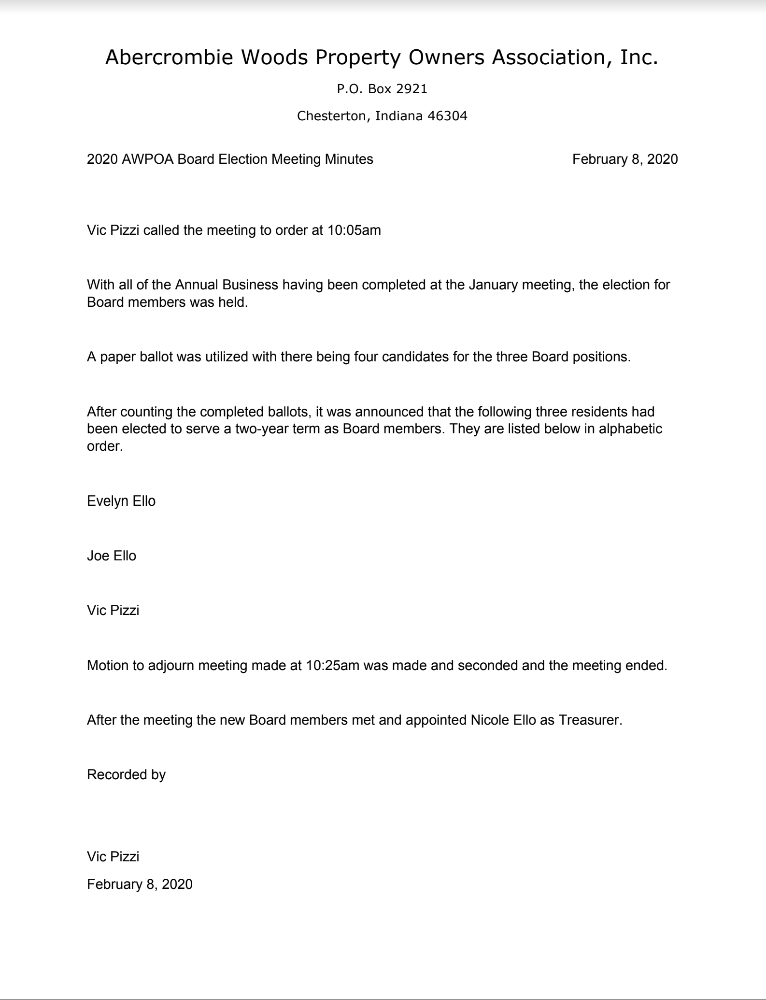 Abercrombie Woods Property Owners Association, Inc.
P.O. Box 2921
Chesterton, Indiana 46304
2020 AWPOA Board Election Meeting Minutes February 8, 2020
Vic Pizzi called the meeting to order at 10:05am
With all of the Annual Business having been completed at the January meeting, the election for
Board members was held.
A paper ballot was utilized with there being four candidates for the three Board positions.
After counting the completed ballots, it was announced that the following three residents had
been elected to serve a two-year term as Board members. They are listed below in alphabetic
order.
Evelyn Ello
Joe Ello
Vic Pizzi
Motion to adjourn meeting made at 10:25am was made and seconded and the meeting ended.
After the meeting the new Board members met and appointed Nicole Ello as Treasurer.
Recorded by
Vic Pizzi
February 8, 2020